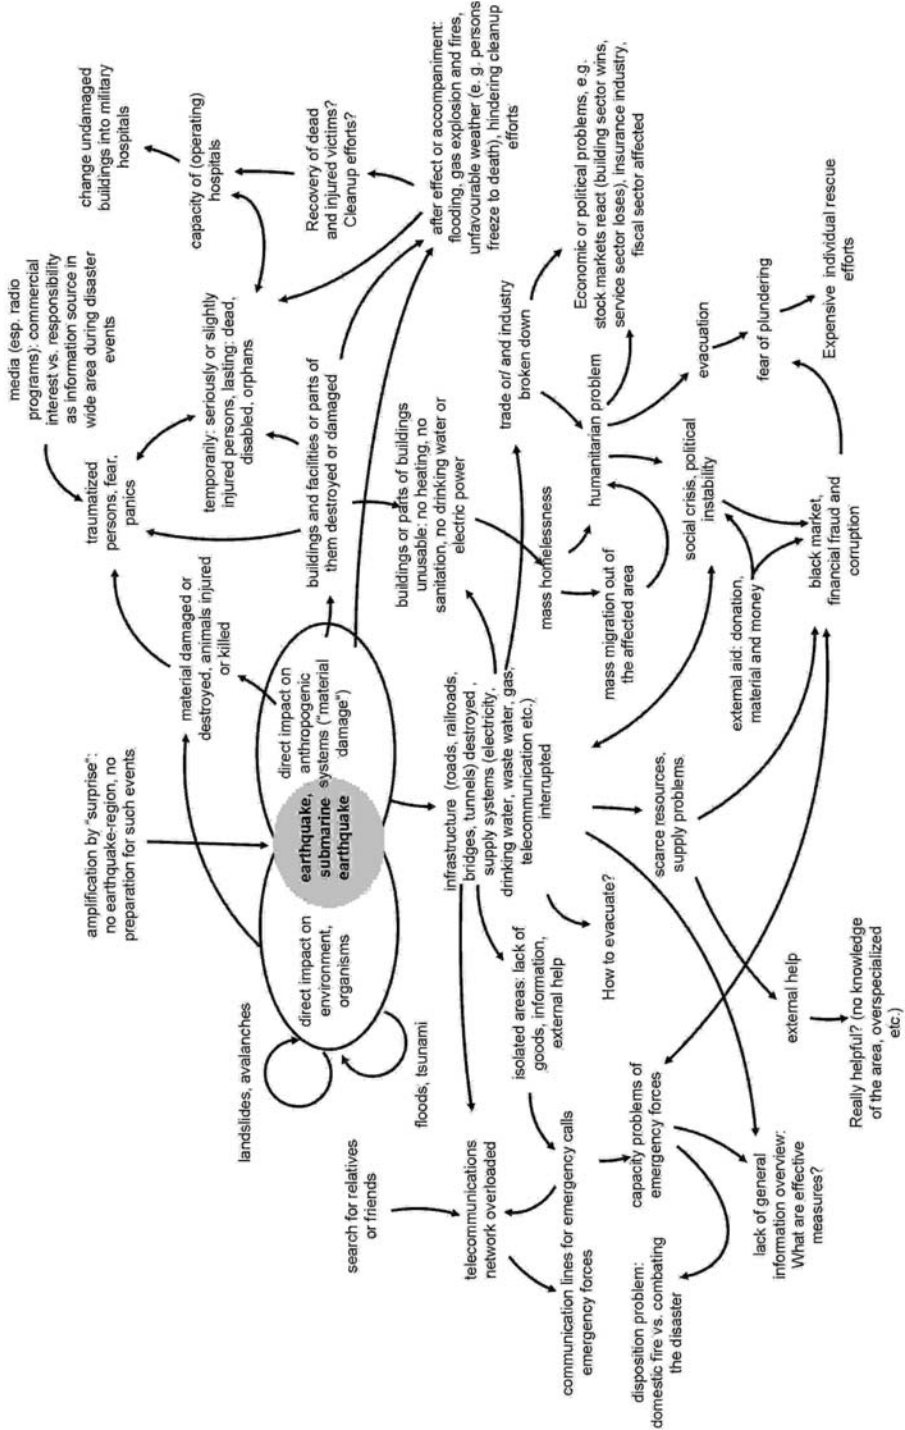 amplification by "surprise":
no earthquake-region, no
preparation for such events
media (esp. radio
programs): commercial
interest vs. responsibility
as information source in
wide area during disaster
events
change undamaged
buildings into military
hospitals
landslides, avalanches
material damaged or
destroyed, animals injured
or killed
traumatized
persons, fear,
panics
capacity of (operating)
hospitals
temporarily: seriously or slightly
injured persons, lasting: dead,
disabled, orphans
direct impact on
environment,
organisms
earthquake,
submarine
earthquake
direct impact on
anthropogenic
systems ("material
damage")
buildings and facilities or parts of
them destroyed or damaged
Recovery of dead
and injured victims?
Cleanup efforts?
search for relatives
or friends
floods, tsunami
buildings or parts of buildings
unusable: no heating, no
sanitation, no drinking water or
electric power
after effect or accompaniment:
flooding, gas explosion and fires,
unfavourable weather (e. g. persons
freeze to death), hindering cleanup
efforts
telecommunications
network overloaded
infrastructure (roads, railroads,
bridges, tunnels) destroyed ,
supply systems (electricity,
drinking water, waste water, gas,
telecommunication etc.)
interrupted
isolated areas: lack of
goods, information,
external help
trade or/ and industry
broken down
mass homelessness
communication lines for emergency calls
emergency forces
How to evacuate?
mass migration out of
the affected area
humanitarian problem
Economic or political problems, e.g.
stock markets react (building sector wins,
service sector loses), insurance industry,
fiscal sector affected
disposition problem:
domestic fire vs. combating
the disaster
capacity problems of
emergency forces
scarce resources,
supply problems
social crisis, political
instability
evacuation
external aid: donation,
material and money
fear of plundering
lack of general
information overview:
What are effective
measures?
external help
black market,
financial fraud and
corruption
Expensive individual rescue
efforts
Really helpful? (no knowledge
of the area, overspecialized
etc.)